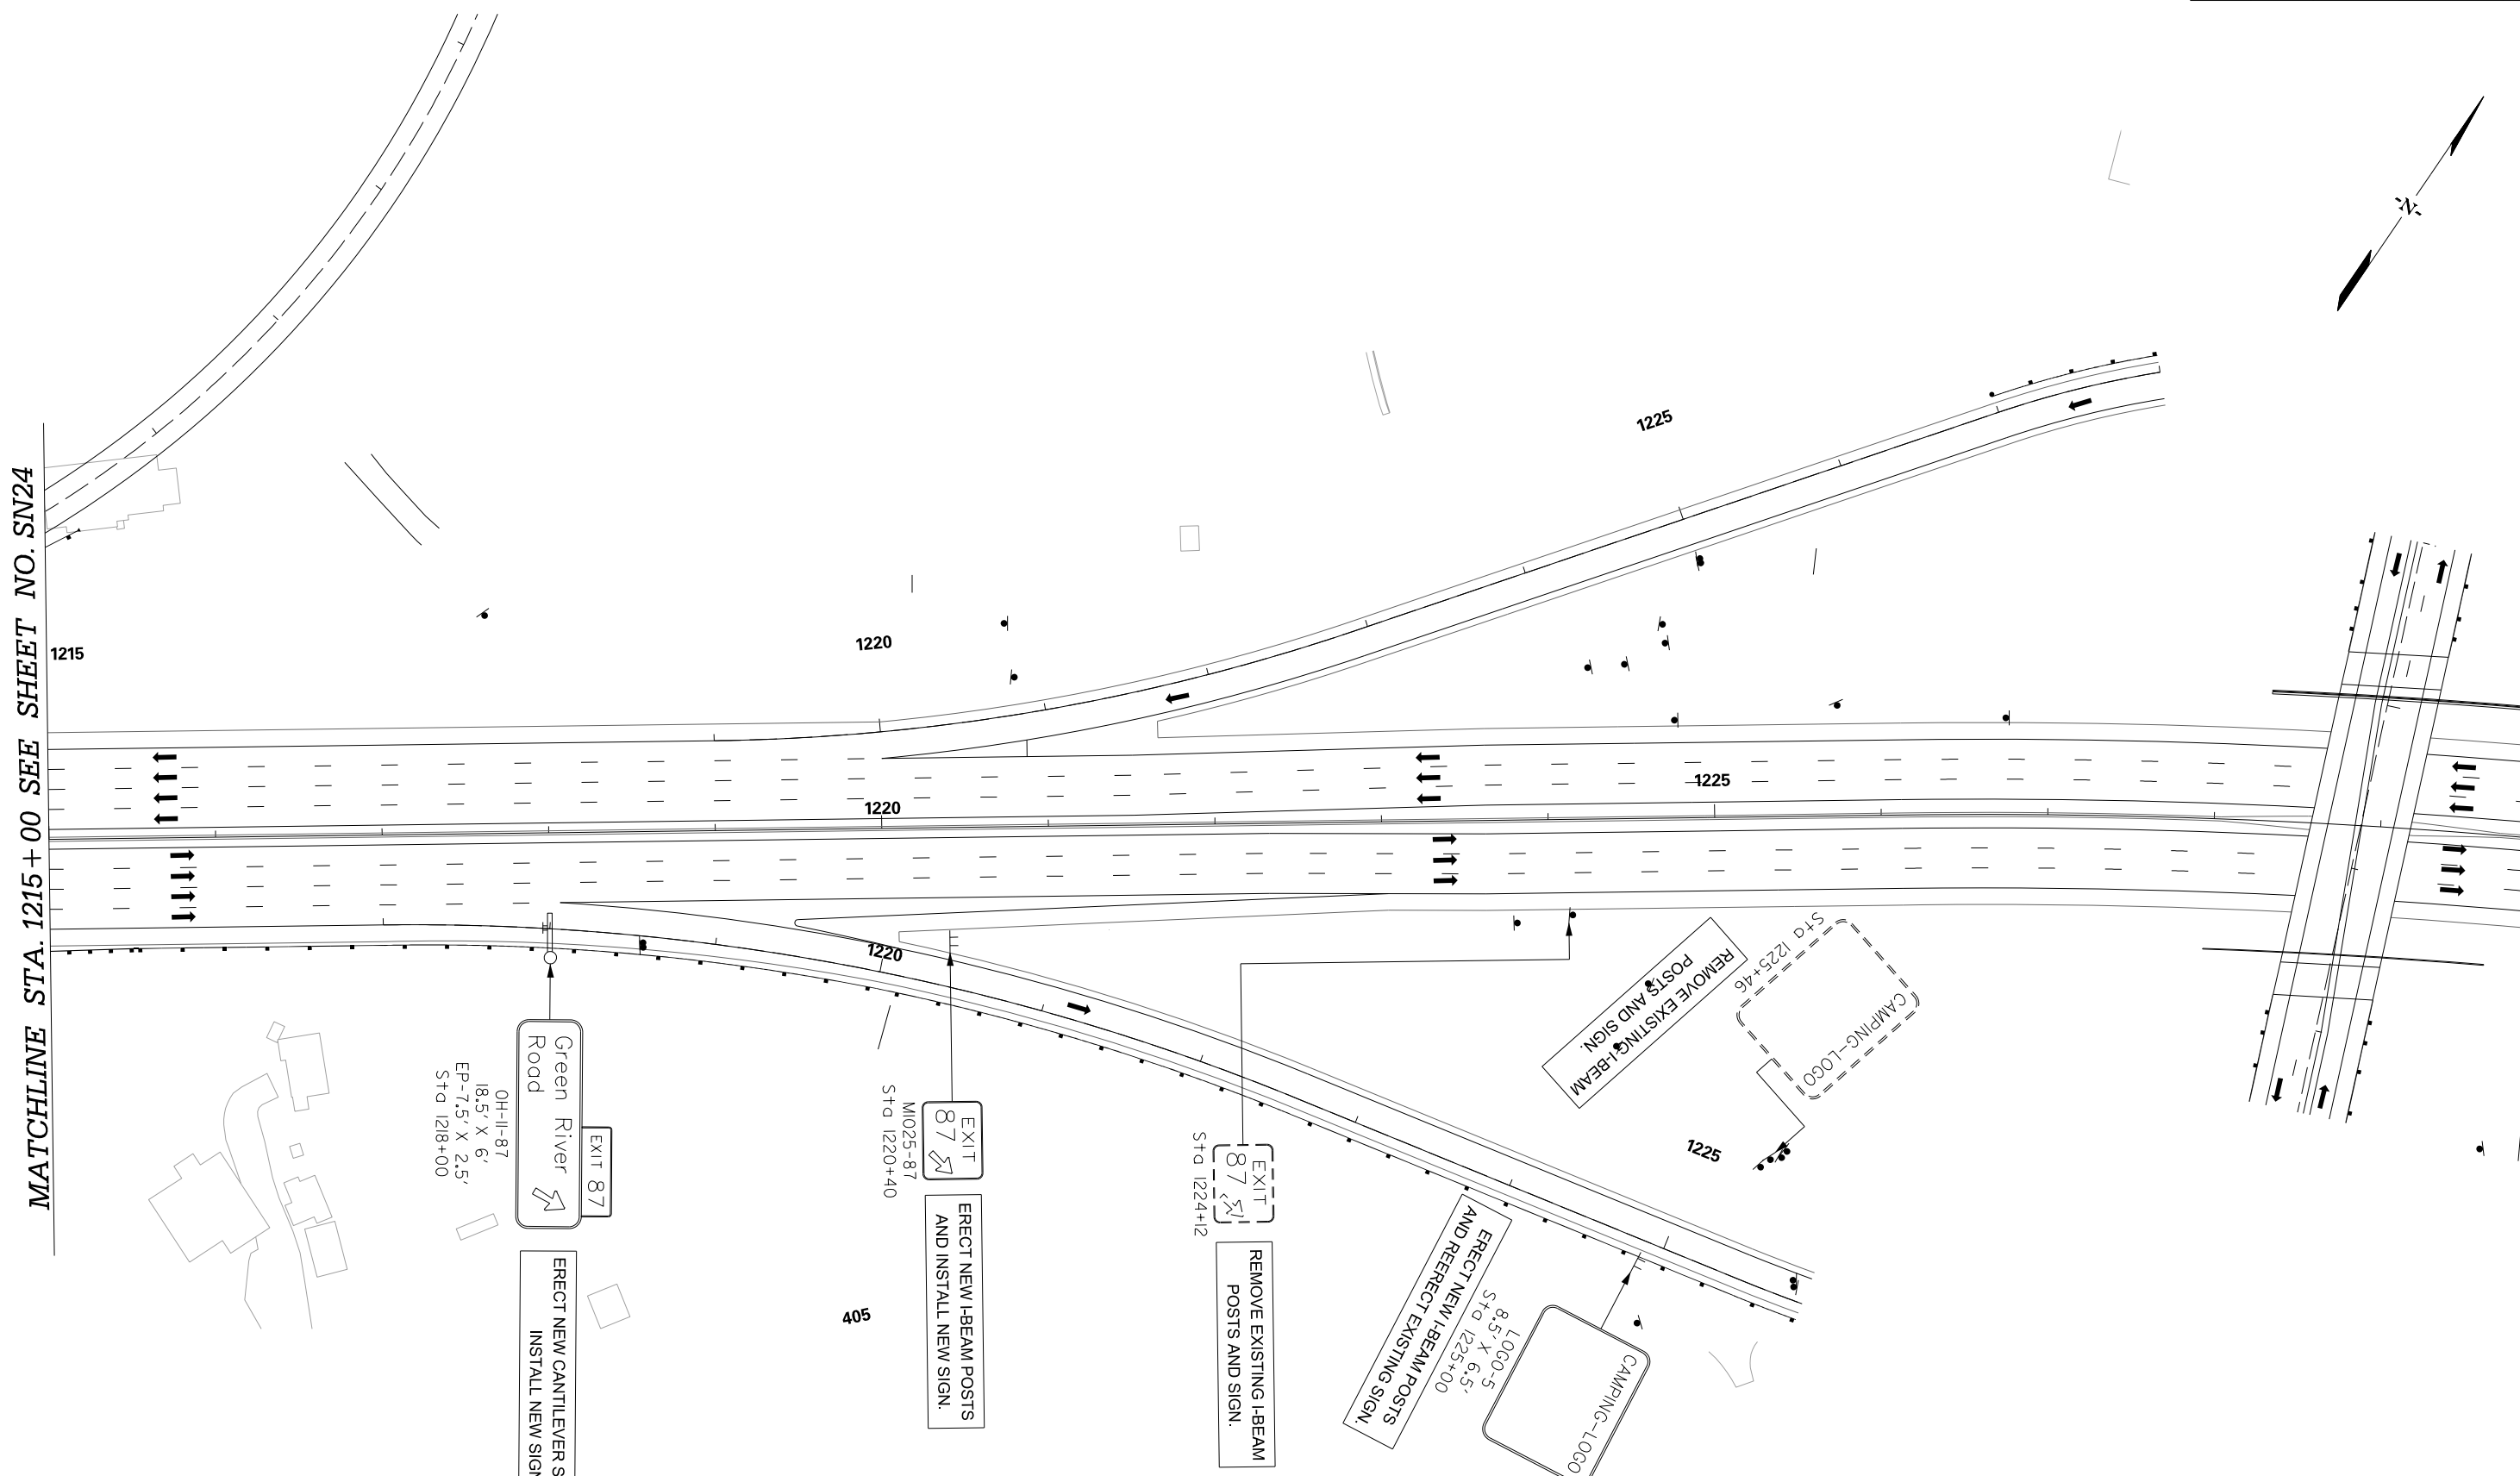 MATCHLINE STA. 1215+00 SEE SHEET NO. SN24
-N-
1215
1220
1225
1220
1225
1220
1225
405
Green River
Road
EXIT 87
OH-11-87
18.5' X 6'
EP-7.5' X 2.5'
Sta 1218+00
ERECT NEW CANTILEVER S
INSTALL NEW SIGN
EXIT
87
M1025-87
Sta 1220+40
ERECT NEW I-BEAM POSTS
AND INSTALL NEW SIGN.
EXIT
87
Sta 1224+12
REMOVE EXISTING I-BEAM
POSTS AND SIGN.
REMOVE EXISTING I-BEAM
POSTS AND SIGN.
Sta 1225+46
CAMPING-LOGO
ERECT NEW I-BEAM POSTS
AND REERECT EXISTING SIGN.
LOGO-5
8.5' X 6.5'
Sta 1225+00
CAMPING-LOGO